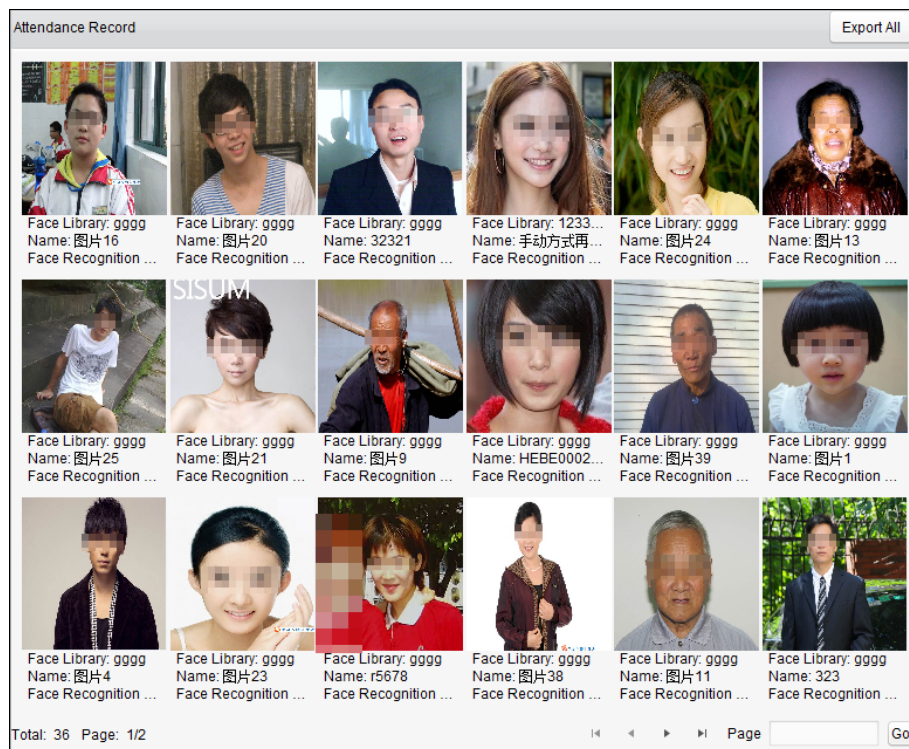 Attendance Record
Export All
Face Library: gggg
Name: 图片16
Face Recognition ...
Face Library: gggg
Name: 图片20
Face Recognition ...
Face Library: gggg
Name: 32321
Face Recognition ...
Face Library: 1233...
Name: 手动方式再...
Face Recognition ...
Face Library: gggg
Name: 图片24
Face Recognition ...
Face Library: gggg
Name: 图片13
Face Recognition ...
SISUM
Face Library: gggg
Name: 图片25
Face Recognition ...
Face Library: gggg
Name: 图片21
Face Recognition ...
Face Library: gggg
Name: 图片9
Face Recognition ...
Face Library: gggg
Name: HEBE0002...
Face Recognition ...
Face Library: gggg
Name: 图片39
Face Recognition ...
Face Library: gggg
Name: 图片1
Face Recognition ...
Face Library: gggg
Name: 图片4
Face Recognition ...
Face Library: gggg
Name: 图片23
Face Recognition ...
Face Library: gggg
Name: r5678
Face Recognition ...
Face Library: gggg
Name: 图片38
Face Recognition ...
Face Library: gggg
Name: 图片11
Face Recognition ...
Face Library: gggg
Name: 323
Face Recognition ...
Total: 36 Page: 1/2
Page
Go